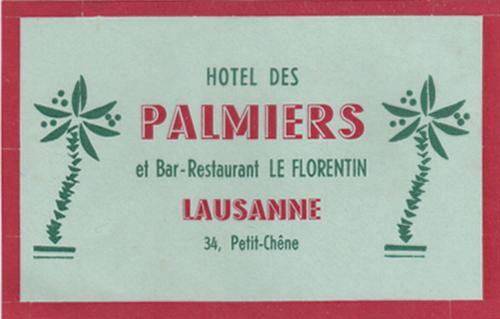 HOTEL DES
PALMIERS
et Bar-Restaurant LE FLORENTIN
LAUSANNE
34, Petit-Chêne